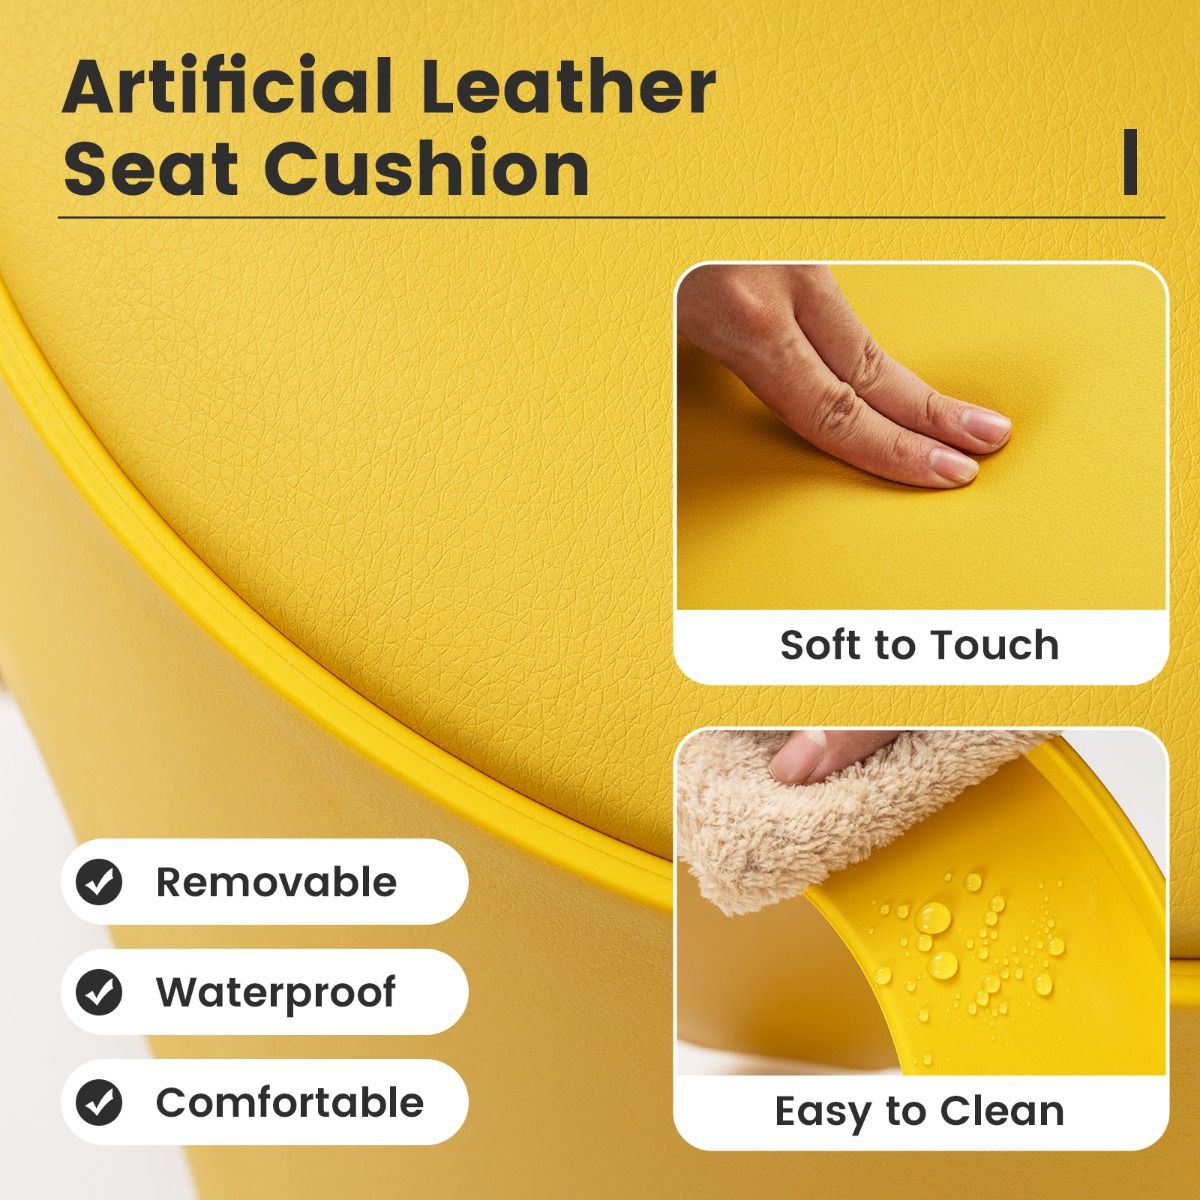 Artificial Leather
Seat Cushion
I
Soft to Touch
Removable
Waterproof
Comfortable
Easy to Clean